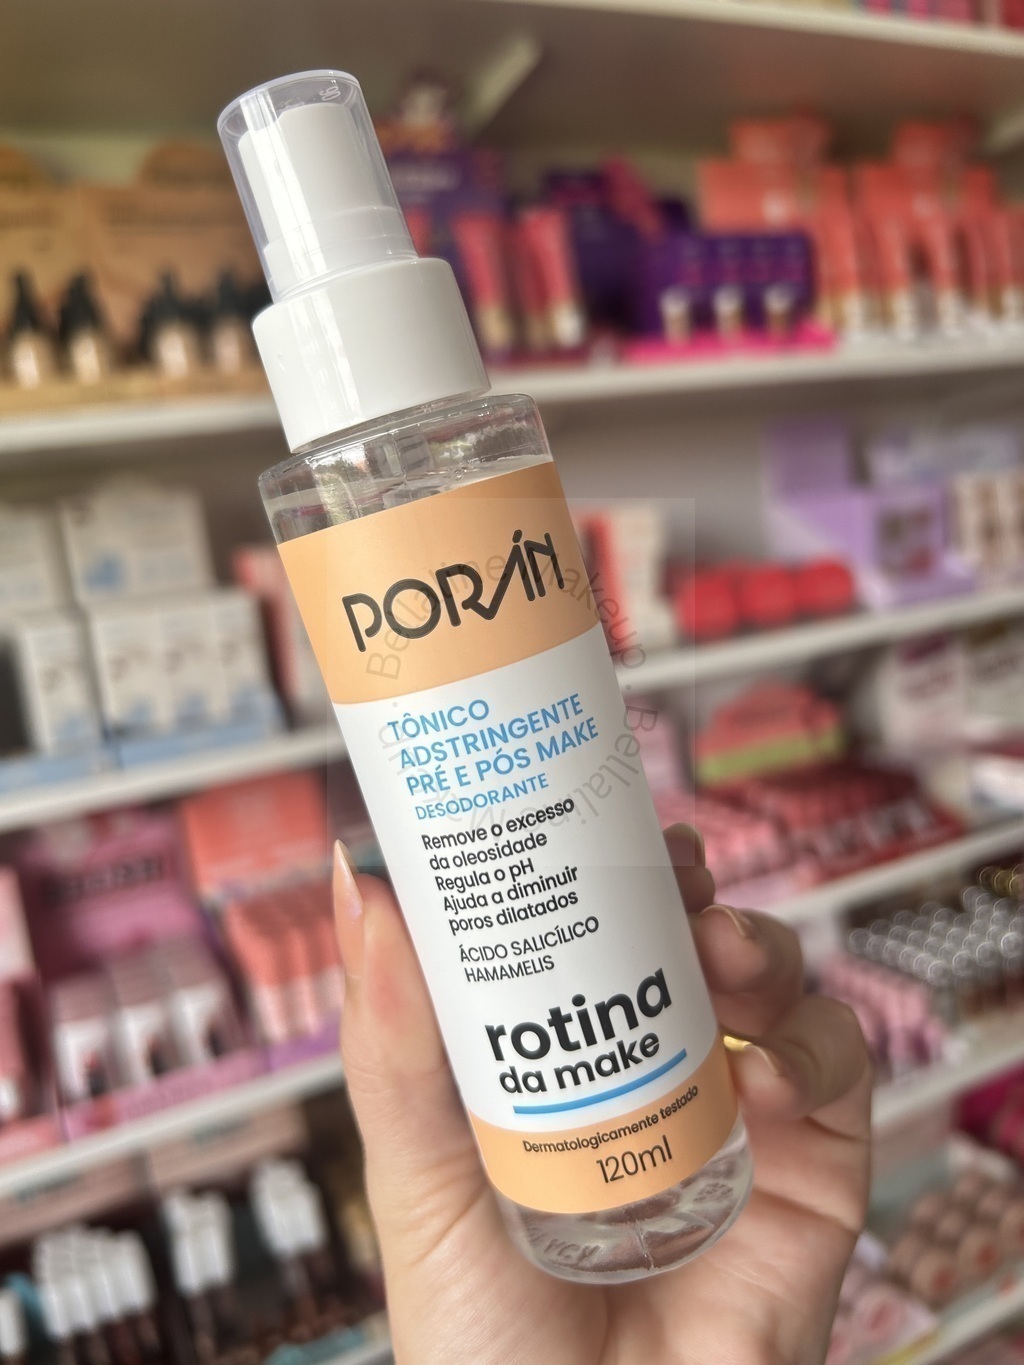 PORÁN
TÔNICO
ADSTRINGENTE
PRÉ E PÓS MAKE
DESODORANTE
Remove o excesso
da oleosidade
Regula o pH
Ajuda a diminuir
poros dilatados
ÁCIDO SALICÍLICO
HAMAMELIS
rotina
da make
Dermatologicamente testado
120ml